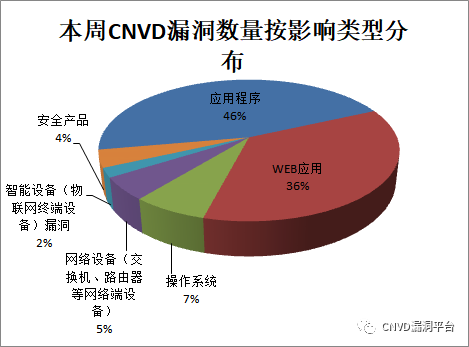 本周CNVD漏洞数量按影响类型分
布
应用程序
46%
WEB应用
36%
操作系统
7%
网络设备（交
换机、路由器
等网络端设
备）
5%
智能设备（物
联网终端设
备）漏洞
2%
安全产品
4%
CNVD漏洞平台